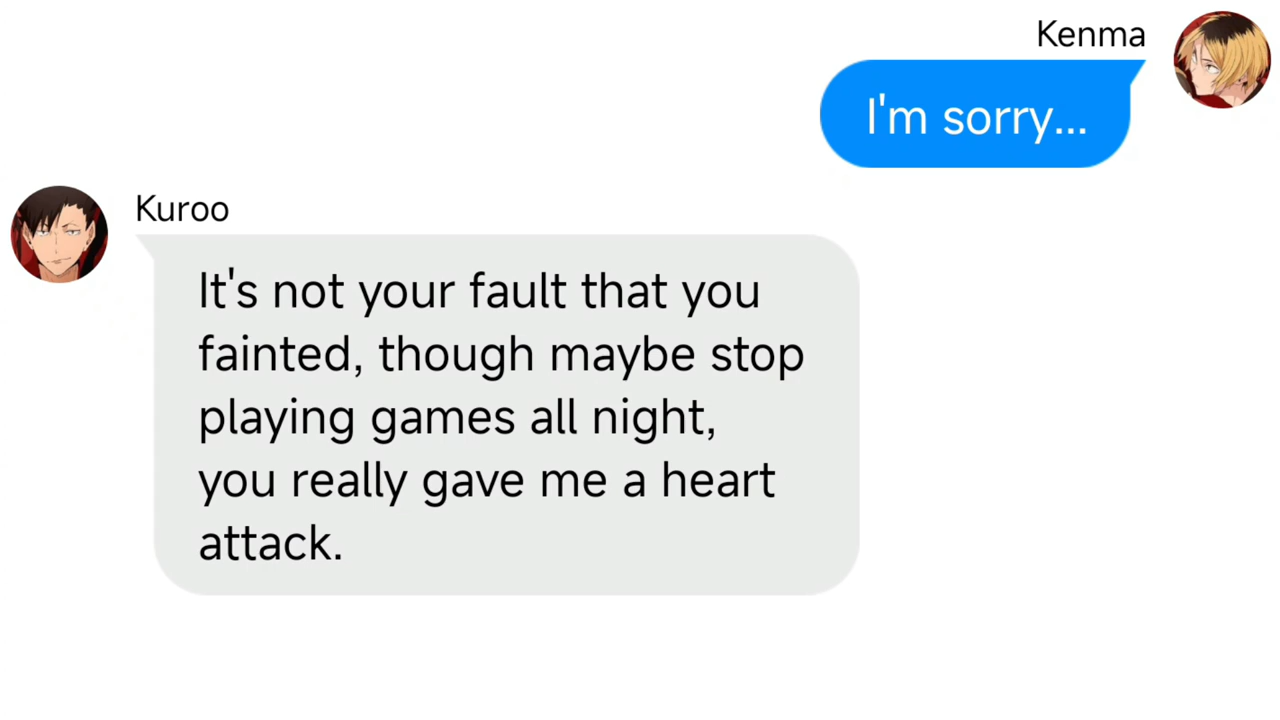 Kenma
I'm sorry...
Kuroo
It's not your fault that you
fainted, though maybe stop
playing games all night,
you really gave me a heart
attack.